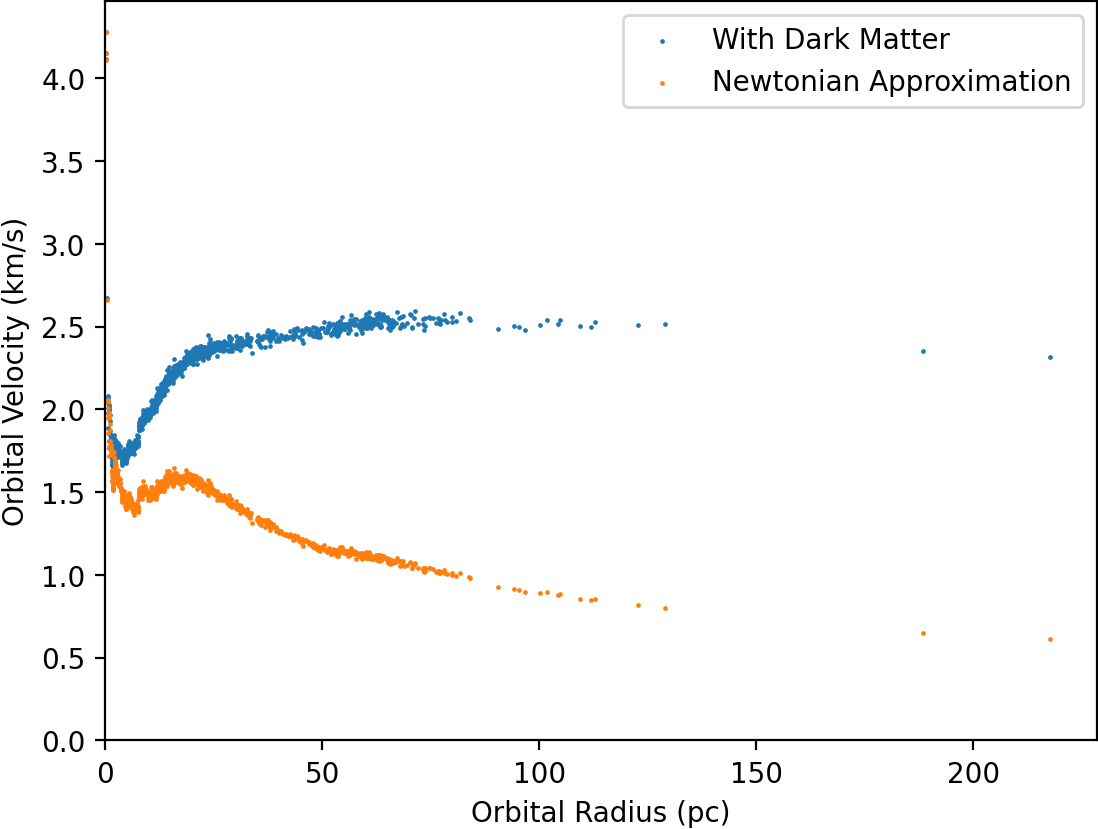 With Dark Matter
Newtonian Approximation
Orbital Velocity (km/s)
4.0
3.5
3.0
2.5
2.0
1.5
1.0
0.5
0.0
0 50 100 150 200
Orbital Radius (pc)